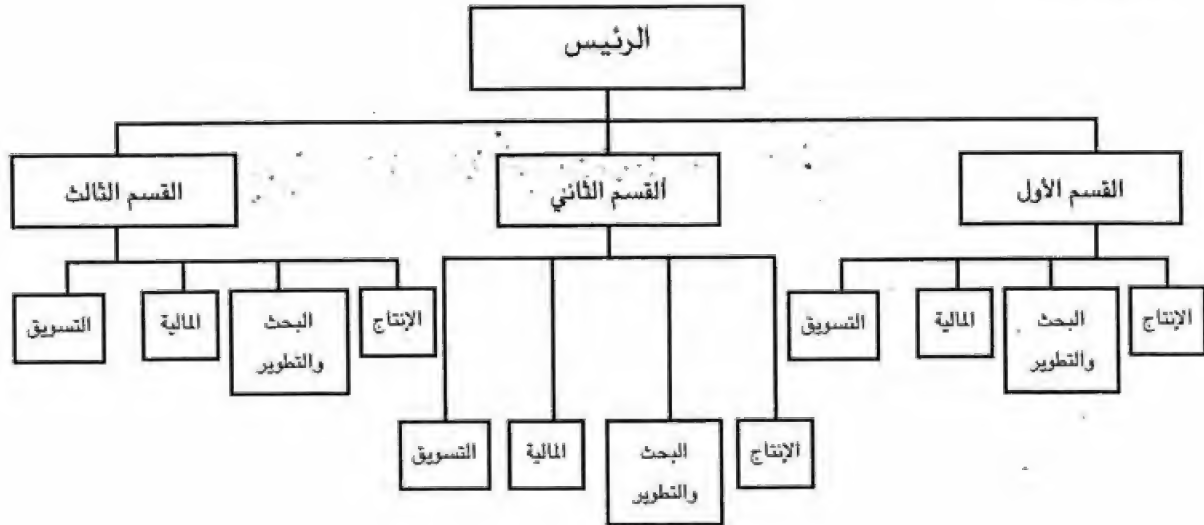 الرئيس
القسم الأول
القسم الثاني
القسم الثالث
الإنتاج
البحث
والتطوير
المالية
التسويق
الإنتاج
البحث
والتطوير
المالية
التسويق
الإنتاج
البحث
والتطوير
المالية
التسويق